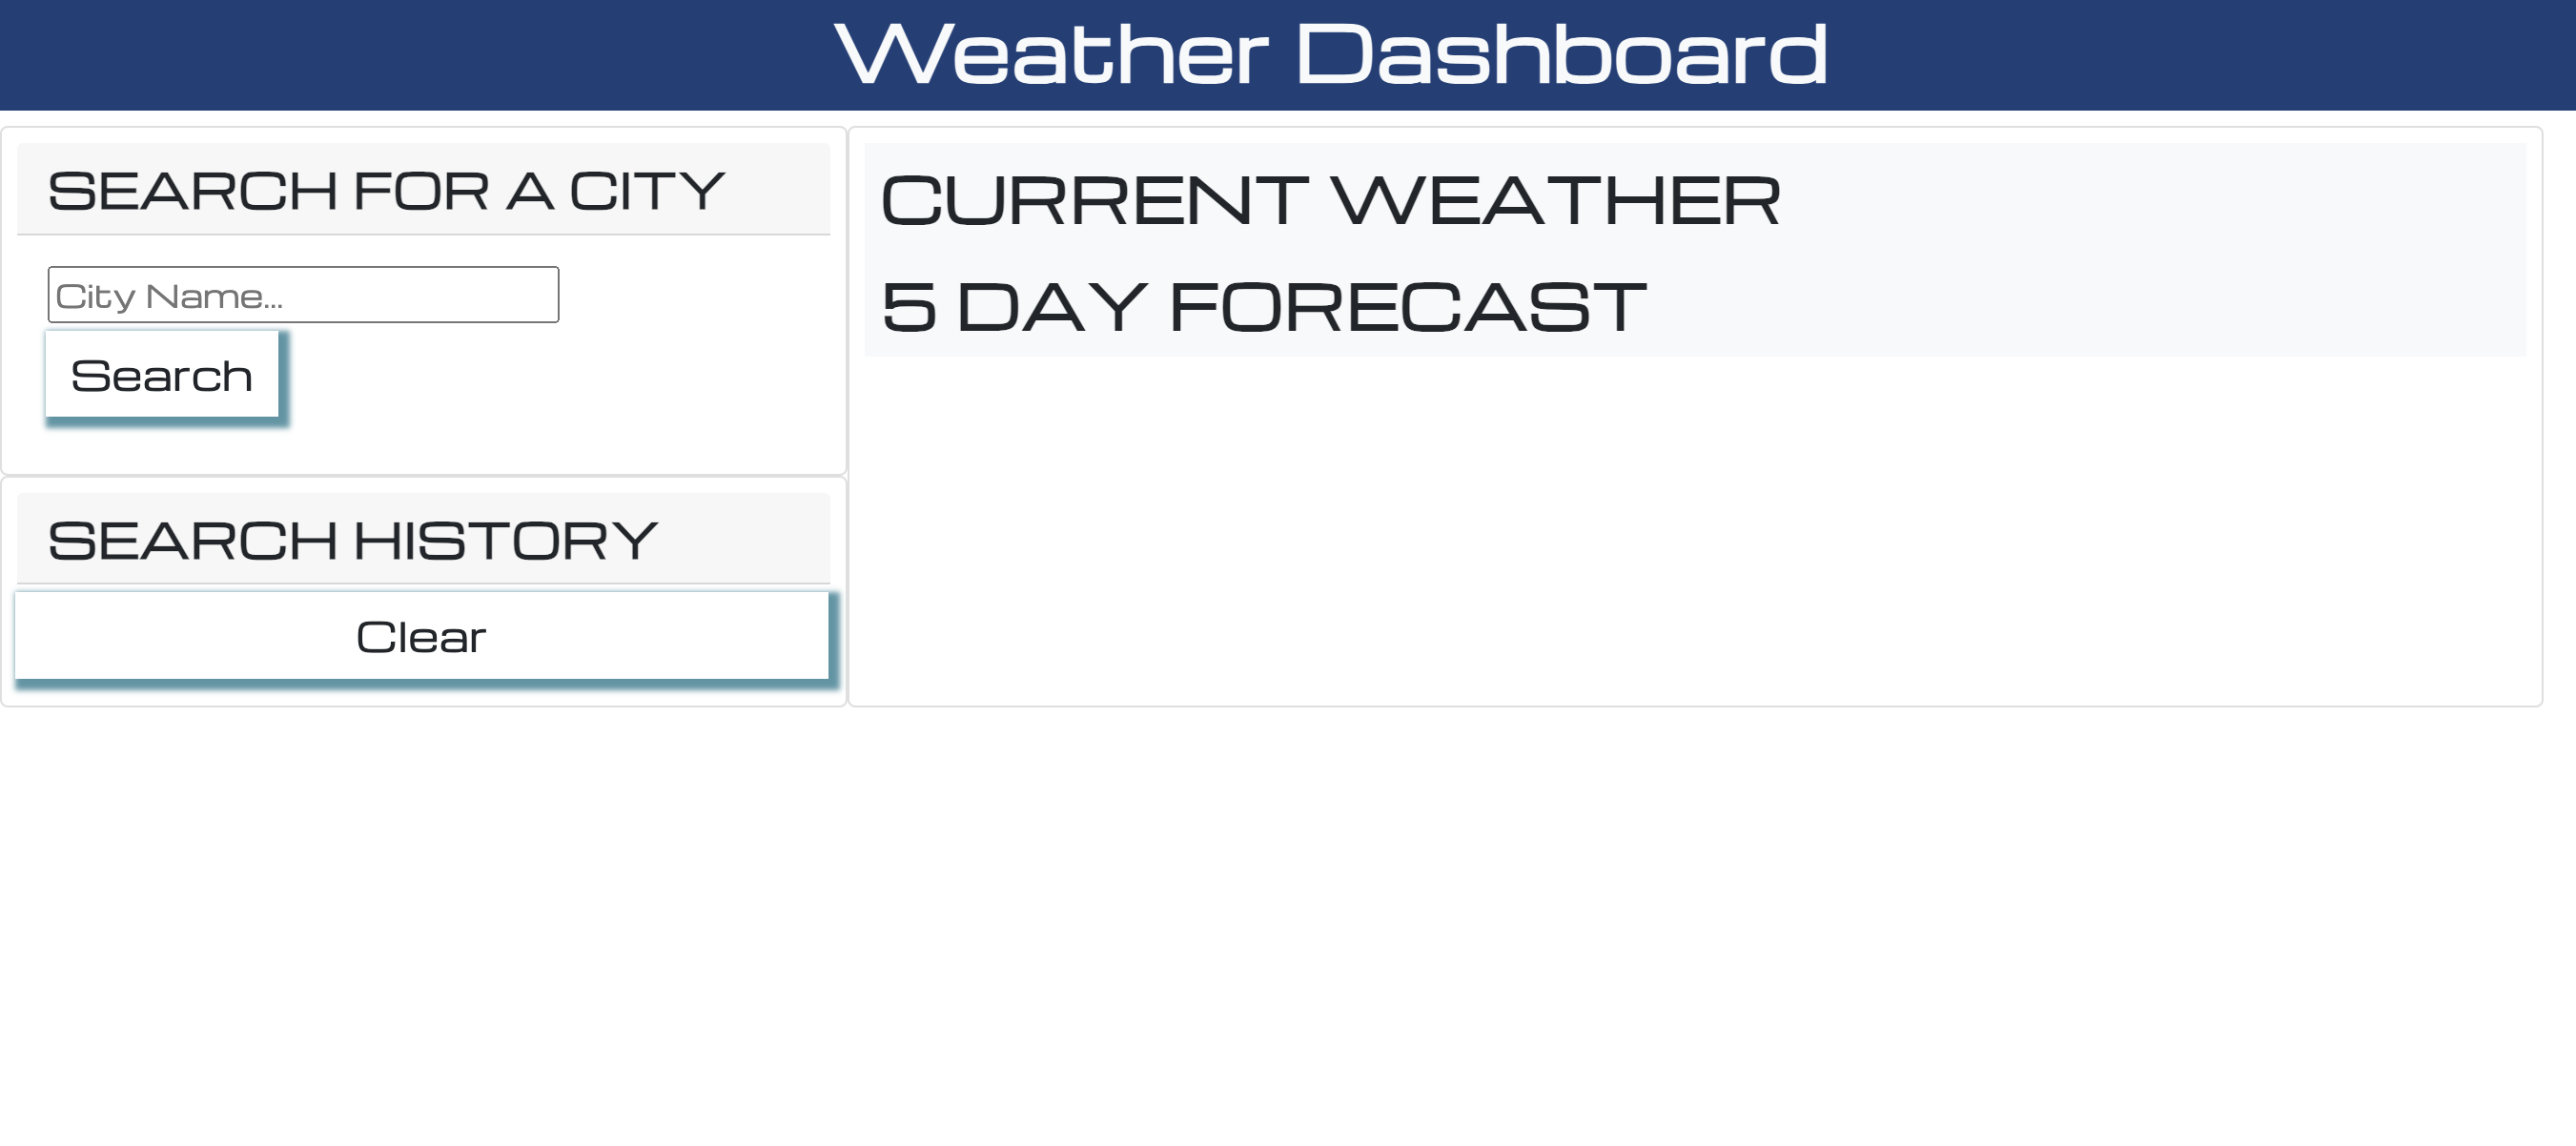 Weather Dashboard
SEARCH FOR A CITY
City Name...
Search
SEARCH HISTORY
Clear
CURRENT WEATHER
5 DAY FORECAST